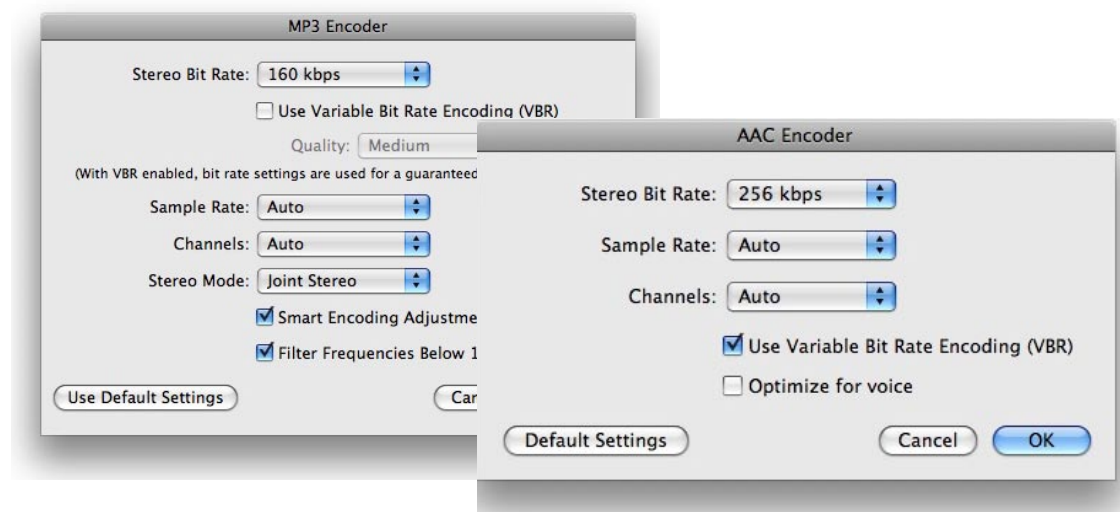 MP3 Encoder
Stereo Bit Rate: 160 kbps
Use Variable Bit Rate Encoding (VBR)
Quality: Medium
(With VBR enabled, bit rate settings are used for a guaranteed
Sample Rate: Auto
Channels: Auto
Stereo Mode: Joint Stereo
Smart Encoding
Filter Frequencies Below
Use Default Settings
AAC Encoder
Stereo Bit Rate: 256 kbps
Sample Rate: Auto
Channels: Auto
Use Variable Bit Rate Encoding (VBR)
Optimize for voice
Default Settings Cancel OK